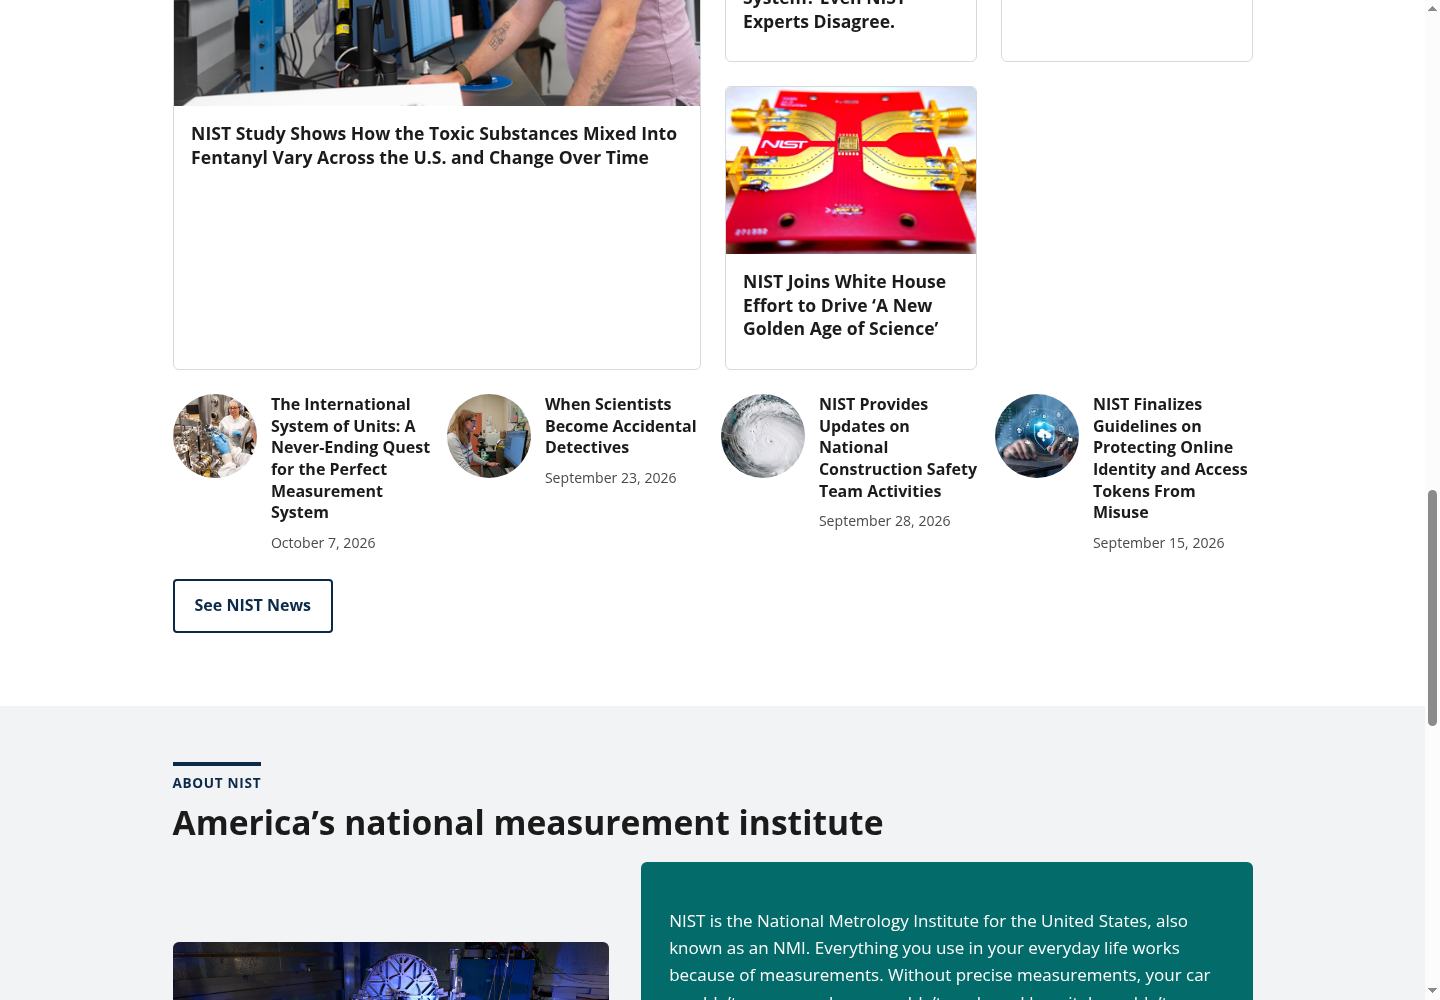 System? Even NIST
Experts Disagree.
NIST Study Shows How the Toxic Substances Mixed Into
Fentanyl Vary Across the U.S. and Change Over Time
NIST
NIST Joins White House
Effort to Drive ‘A New
Golden Age of Science’
The International
System of Units: A
Never-Ending Quest
for the Perfect
Measurement
System
October 7, 2026
When Scientists
Become Accidental
Detectives
September 23, 2026
NIST Provides
Updates on
National
Construction Safety
Team Activities
September 28, 2026
NIST Finalizes
Guidelines on
Protecting Online
Identity and Access
Tokens From
Misuse
September 15, 2026
See NIST News
ABOUT NIST
America’s national measurement institute
NIST is the National Metrology Institute for the United States, also
known as an NMI. Everything you use in your everyday life works
because of measurements. Without precise measurements, your car